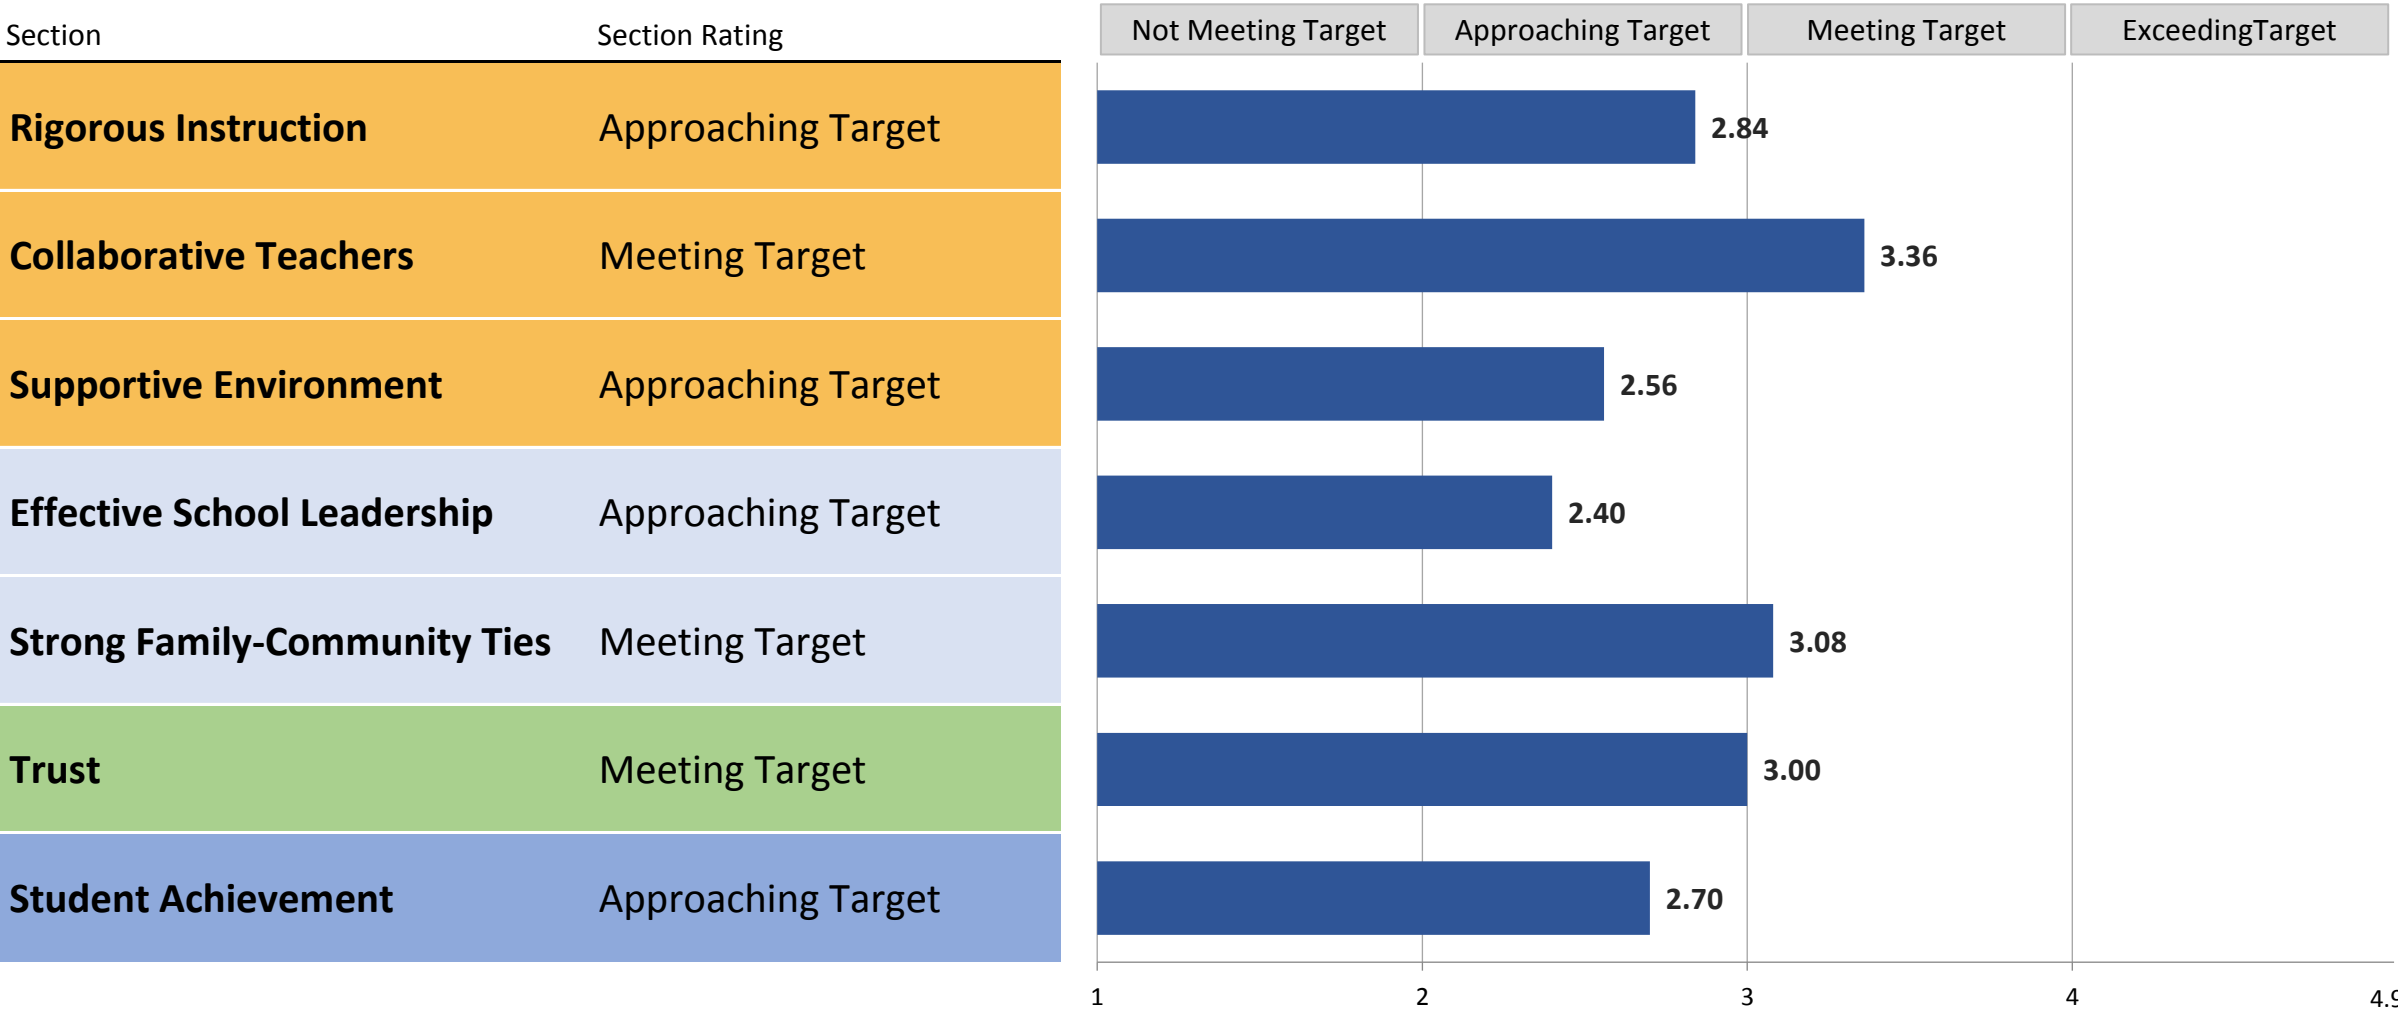 Section Section Rating Not Meeting Target Approaching Target Meeting Target ExceedingTarget
Rigorous Instruction Approaching Target 2.84
Collaborative Teachers Meeting Target 3.36
Supportive Environment Approaching Target 2.56
Effective School Leadership Approaching Target 2.40
Strong Family-Community Ties Meeting Target 3.08
Trust Meeting Target 3.00
Student Achievement Approaching Target 2.70
1 2 3 4